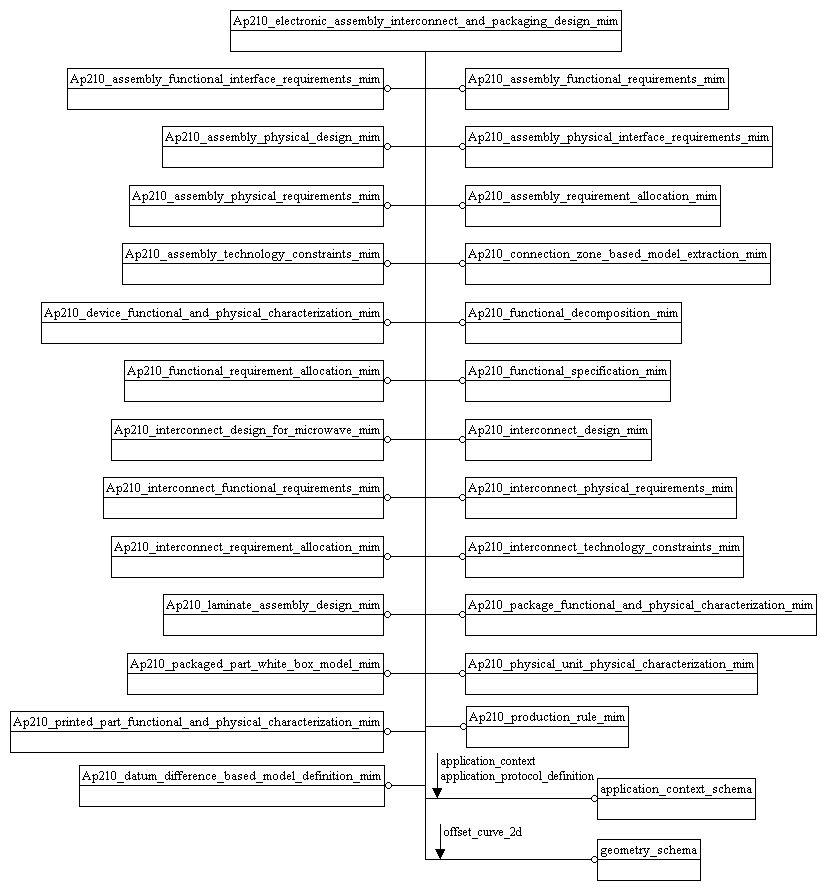 Ap210_electronic_assembly_interconnect_and_packaging_design_mim
Ap210_assembly_functional_interface_requirements_mim
Ap210_assembly_functional_requirements_mim
Ap210_assembly_physical_design_mim
Ap210_assembly_physical_interface_requirements_mim
Ap210_assembly_physical_requirements_mim
Ap210_assembly_requirement_allocation_mim
Ap210_assembly_technology_constraints_mim
Ap210_connection_zone_based_model_extraction_mim
Ap210_device_functional_and_physical_characterization_mim
Ap210_functional_decomposition_mim
Ap210_functional_requirement_allocation_mim
Ap210_functional_specification_mim
Ap210_interconnect_design_for_microwave_mim
Ap210_interconnect_design_mim
Ap210_interconnect_functional_requirements_mim
Ap210_interconnect_physical_requirements_mim
Ap210_interconnect_requirement_allocation_mim
Ap210_interconnect_technology_constraints_mim
Ap210_laminate_assembly_design_mim
Ap210_package_functional_and_physical_characterization_mim
Ap210_packaged_part_white_box_model_mim
Ap210_physical_unit_physical_characterization_mim
Ap210_printed_part_functional_and_physical_characterization_mim
Ap210_production_rule_mim
application_context
application_protocol_definition
Ap210_datum_difference_based_model_definition_mim
application_context_schema
offset_curve_2d
geometry_schema